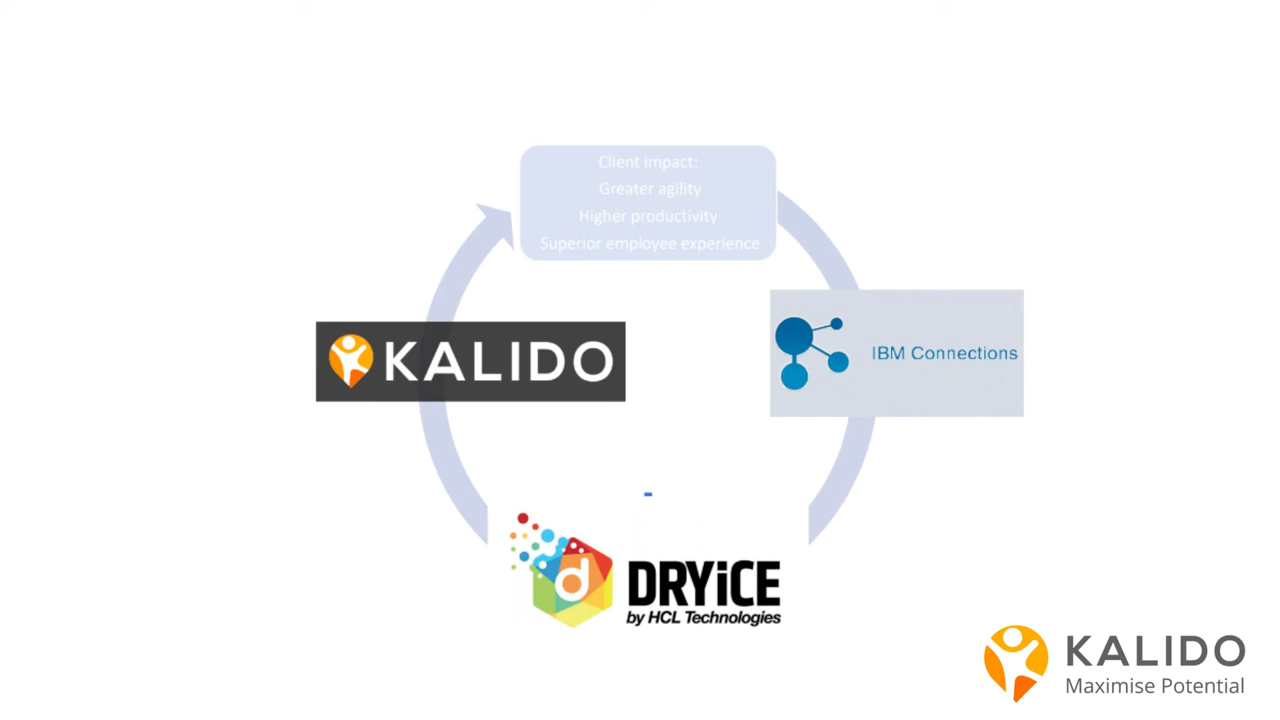 Client impact:
Greater agility
Higher productivity
Superior employee experience
KALIDO
IBM Connections
-
d
DRYiCE
by HCL Technologies
KALIDO
Maximise Potential